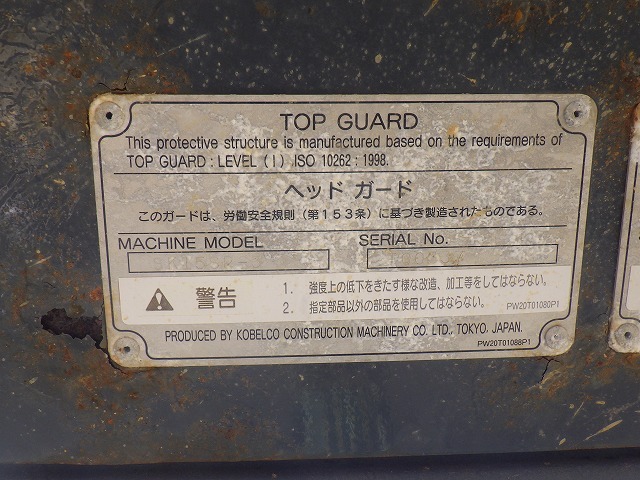 TOP GUARD
This protective structure is manufactured based on the requirements of
TOP GUARD : LEVEL ( I ) ISO 10262 : 1998.
ヘッド ガード
このガードは、労働安全規則（第１５３条）に基づき製造されたものである。
MACHINE MODEL SERIAL No.
警告
1. 強度上の低下をきたす様な改造、加工等をしてはならない。
2. 指定部品以外の部品を使用してはならない。
PW20T01080P1
PRODUCED BY KOBELCO CONSTRUCTION MACHINERY CO. LTD., TOKYO. JAPAN.
PW20T01088P1